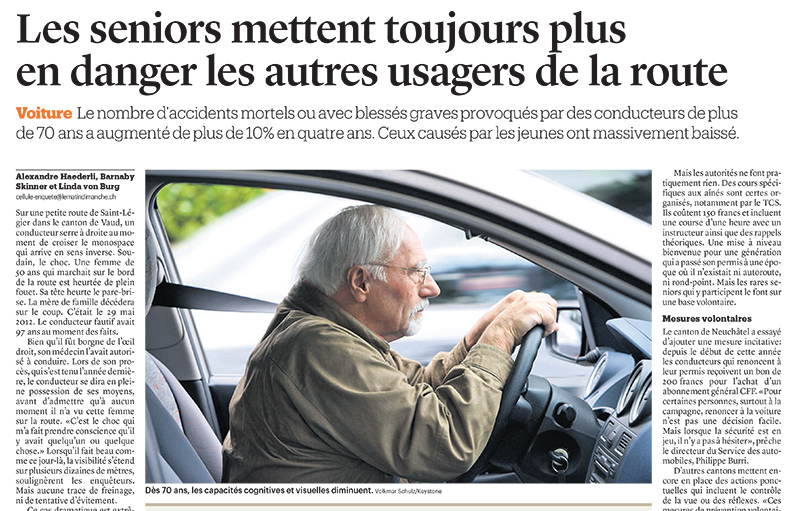 Les seniors mettent toujours plus
en danger les autres usagers de la route
Voiture Le nombre d’accidents mortels ou avec blessés graves provoqués par des conducteurs de plus
de 70 ans a augmenté de plus de 10% en quatre ans. Ceux causés par les jeunes ont massivement baissé.
Alexandre Haederli, Barnaby
Skinner et Linda von Burg
cellule-enquete@lematindimanche.ch
Sur une petite route de Saint-Lé-
gier dans le canton de Vaud, un
conducteur serre à droite au mo-
ment de croiser le monospace
qui arrive en sens inverse. Sou-
dain, le choc. Une femme de
50 ans qui marchait sur le bord
de la route est heurtée de plein
fouet. Sa tête heurte le pare-bri-
se. La mère de famille décédera
sur le coup. C’était le 29 mai
2012. Le conducteur fautif avait
97 ans au moment des faits.
Bien qu’il fût borgne de l’œil
droit, son médecin l’avait autori-
sé à conduire. Lors de son pro-
cès, qui s’est tenu l’année derniè-
re, le conducteur se dira en plei-
ne possession de ses moyens,
avant d’admettre qu’à aucun
moment il n’a vu cette femme
sur la route. «C’est le choc qui
m’a fait prendre conscience qu’il
y avait quelqu’un ou quelque
chose.» Lorsqu’il fait beau com-
me ce jour-là, la visibilité s’étend
sur plusieurs dizaines de mètres,
soulignèrent les enquêteurs.
Mais aucune trace de freinage,
ni de tentative d’évitement.
Ce cas dramatique est extrê-
Dès 70 ans, les capacités cognitives et visuelles diminuent. Volkmar Schulz/Keystone
Mais les autorités ne font pra-
tiquement rien. Des cours spéci-
fiques aux aînés sont certes or-
ganisés, notamment par le TCS.
Ils coûtent 150 francs et incluent
une course d’une heure avec un
instructeur ainsi que des rappels
théoriques. Une mise à niveau
bienvenue pour une génération
qui a passé son permis à une épo-
que où il n’existait ni autoroute,
ni rond-point. Mais les rares se-
niors qui y participent le font sur
une base volontaire.
Mesures volontaires
Le canton de Neuchâtel a essayé
d’ajouter une mesure incitative:
depuis le début de cette année
les conducteurs qui renoncent à
leur permis reçoivent un bon de
200 francs pour l’achat d’un
abonnement général CFF. «Pour
certaines personnes, surtout à la
campagne, renoncer à la voiture
n’est pas une décision facile.
Mais lorsque la sécurité est en
jeu, il n’y a pas à hésiter», prêche
le directeur du Service des auto-
mobiles, Philippe Burri.
D’autres cantons mettent en-
core en place des actions ponc-
tuelles qui incluent le contrôle
de la vue ou des réflexes. «Ces
mesures de prévention volontai-